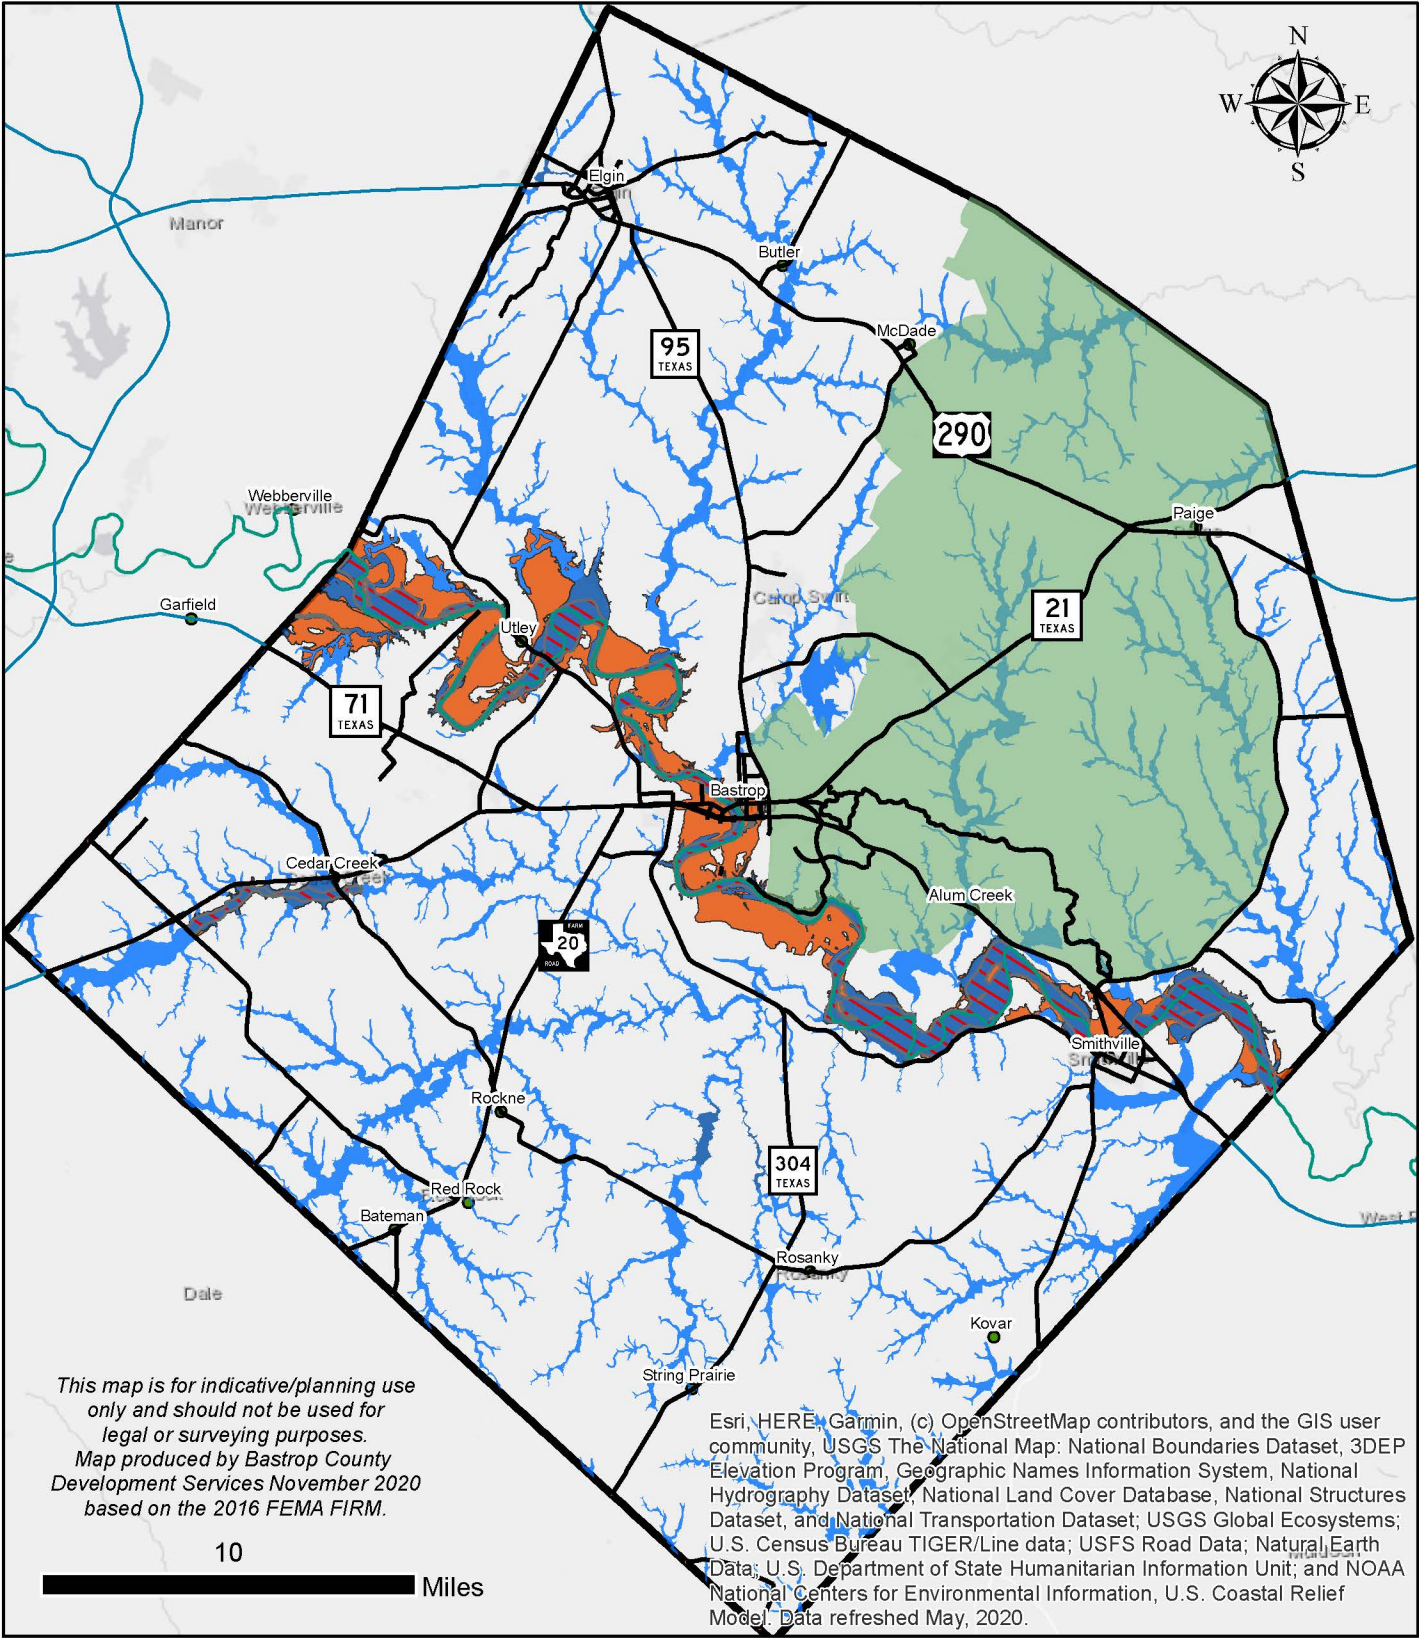 N
W E
S
Elgin
Manor
Butler
McDade
95
TEXAS
290
Webberville
Webberville
Paige
Paige
Camp Swift
Garfield
21
TEXAS
Utley
71
TEXAS
Bastrop
Cedar Creek
Alum Creek
FARM
20
ROAD
Smithville
Smithville
Rockne
304
TEXAS
Red Rock
Bateman
West P
Rosanky
Rosanky
Dale
Kovar
String Prairie
This map is for indicative/planning use
only and should not be used for
legal or surveying purposes.
Map produced by Bastrop County
Development Services November 2020
based on the 2016 FEMA FIRM.
10
Miles
Esri, HERE, Garmin, (c) OpenStreetMap contributors, and the GIS user
community, USGS The National Map: National Boundaries Dataset, 3DEP
Elevation Program, Geographic Names Information System, National
Hydrography Dataset, National Land Cover Database, National Structures
Dataset, and National Transportation Dataset; USGS Global Ecosystems;
U.S. Census Bureau TIGER/Line data; USFS Road Data; Natural Earth
Data; U.S. Department of State Humanitarian Information Unit; and NOAA
National Centers for Environmental Information, U.S. Coastal Relief
Model. Data refreshed May, 2020.